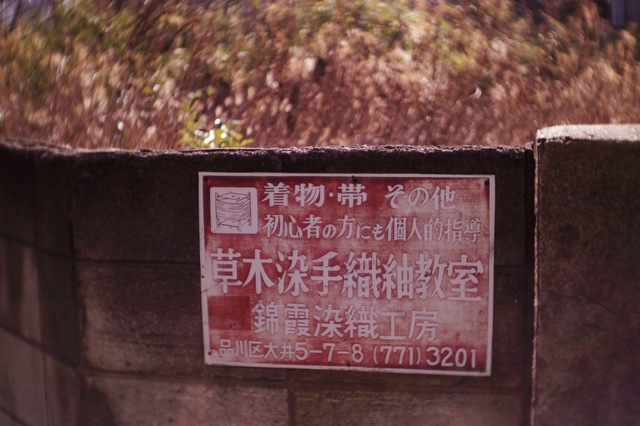 着物・帯 その他
初心者の方にも個人的指導
草木染手織紬教室
錦霞染織工房
品川区大井5-7-8 (771) 3201